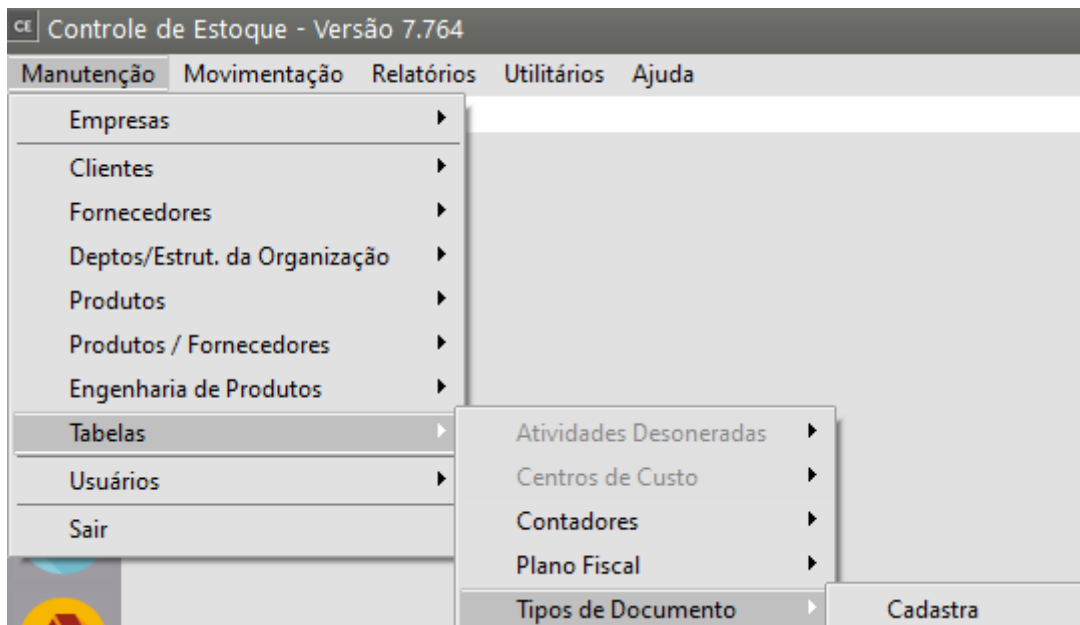 CE Controle de Estoque - Versão 7.764
Manutenção Movimentação Relatórios Utilitários Ajuda
Empresas
Clientes
Fornecedores
Deptos/Estrut. da Organização
Produtos
Produtos / Fornecedores
Engenharia de Produtos
Tabelas
Usuários
Sair
Atividades Desoneradas
Centros de Custo
Contadores
Plano Fiscal
Tipos de Documento
Cadastra